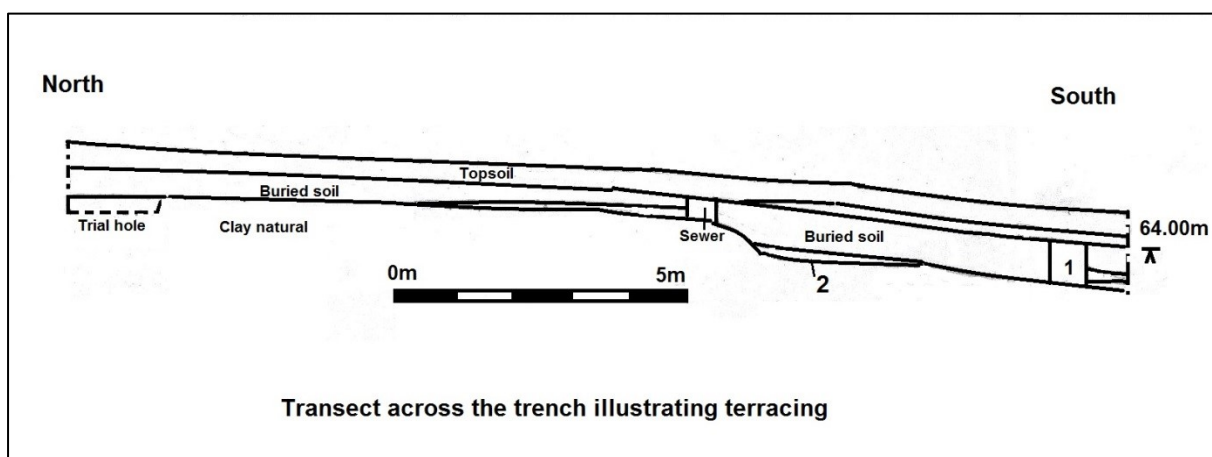 North
South
Topsoil
Buried soil
Trial hole
Clay natural
Sewer
Buried soil
64.00m
1
2
0m
5m
Transect across the trench illustrating terracing